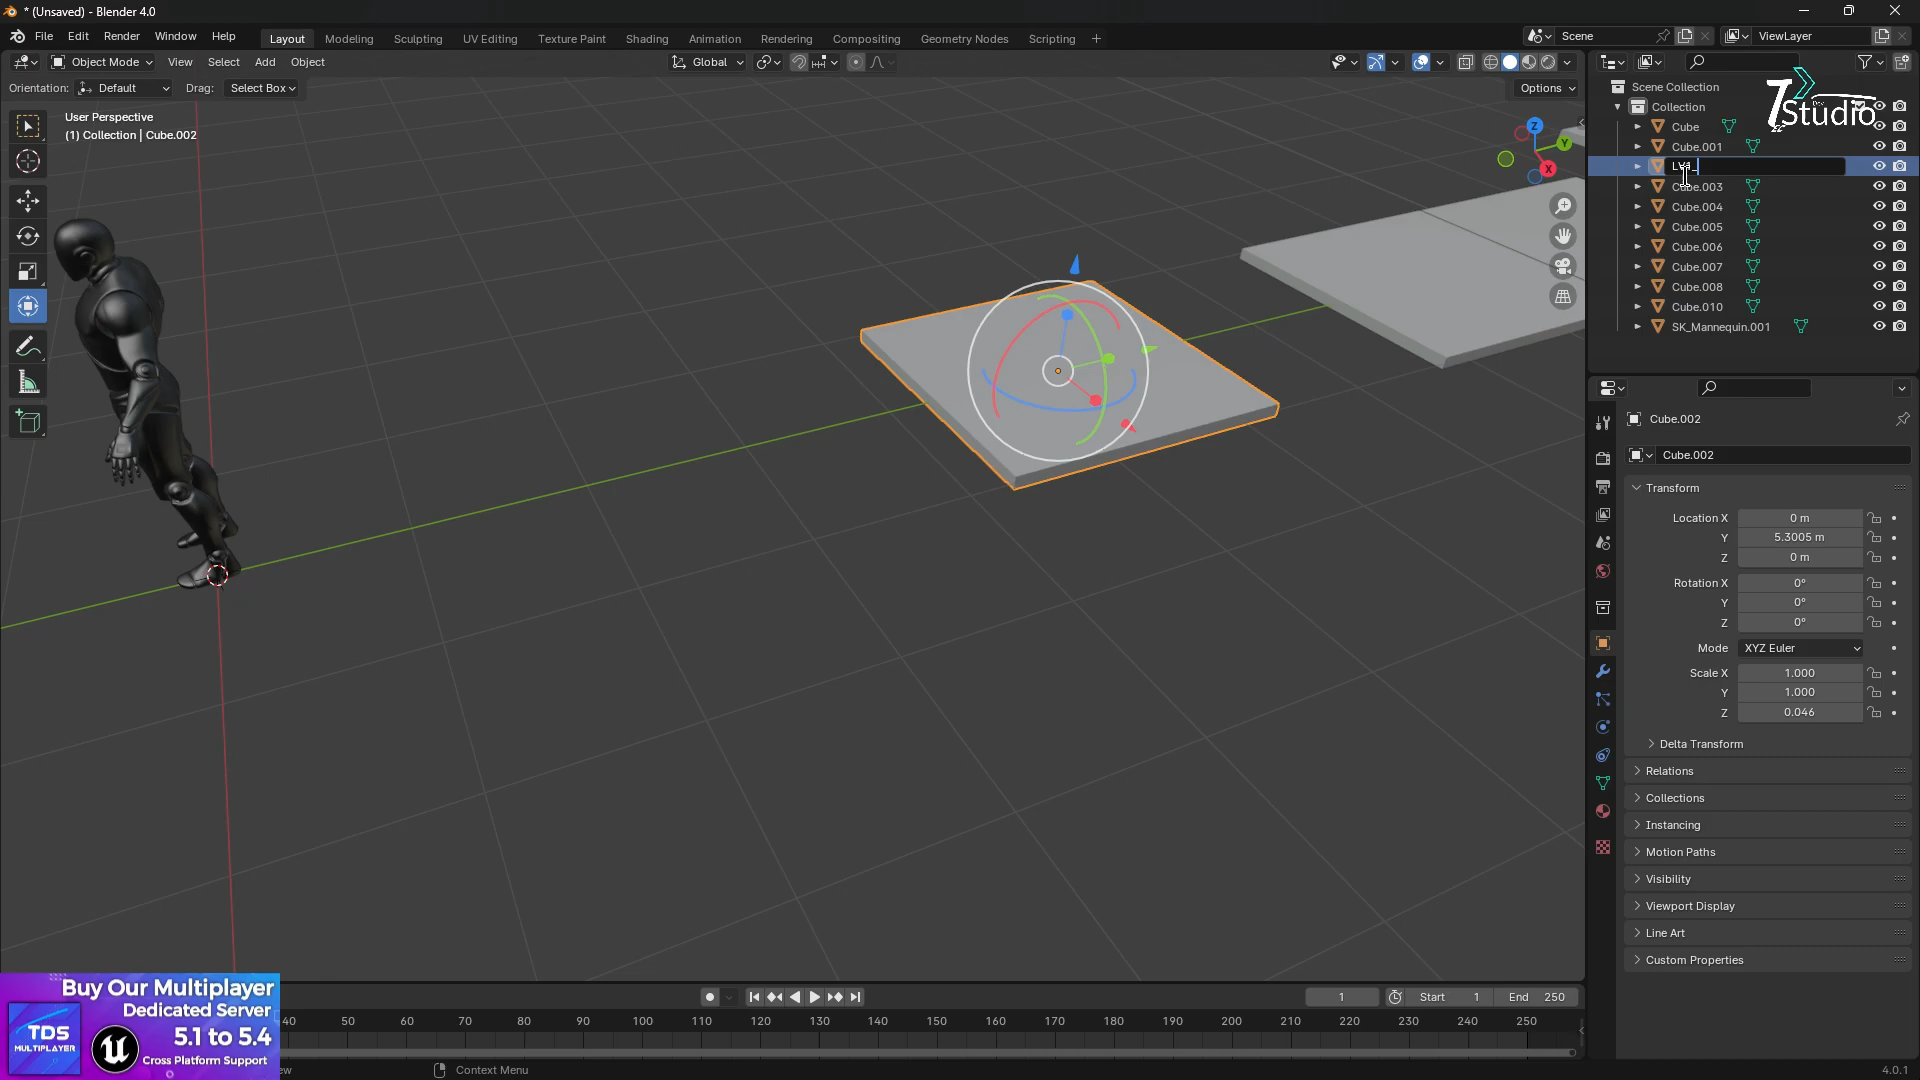 * (Unsaved) - Blender 4.0
File Edit Render Window Help
Layout Modeling Sculpting UV Editing Texture Paint Shading Animation Rendering Compositing Geometry Nodes Scripting +
Scene
ViewLayer
Object Mode View Select Add Object
Global
Orientation: Default Drag: Select Box
Options
User Perspective
(1) Collection | Cube.002
Z
Y
X
Scene Collection
Collection
Cube
Cube.001
Cube.003
Cube.004
Cube.005
Cube.006
Cube.007
Cube.008
Cube.010
SK_Mannequin.001
Dev
Studio
Cube.002
Cube.002
Transform
Location X 0 m
Y 5.3005 m
Z 0 m
Rotation X 0°
Y 0°
Z 0°
Mode XYZ Euler
Scale X 1.000
Y 1.000
Z 0.046
Delta Transform
Relations
Collections
Instancing
Motion Paths
Visibility
Viewport Display
Line Art
Custom Properties
1 Start 1 End 250
40 50 60 70 80 90 100 110 120 130 140 150 160 170 180 190 200 210 220 230 240 250
Buy Our Multiplayer
Dedicated Server
5.1 to 5.4
Cross Platform Support
TDS
MULTIPLAYER
ew
Context Menu
4.0.1